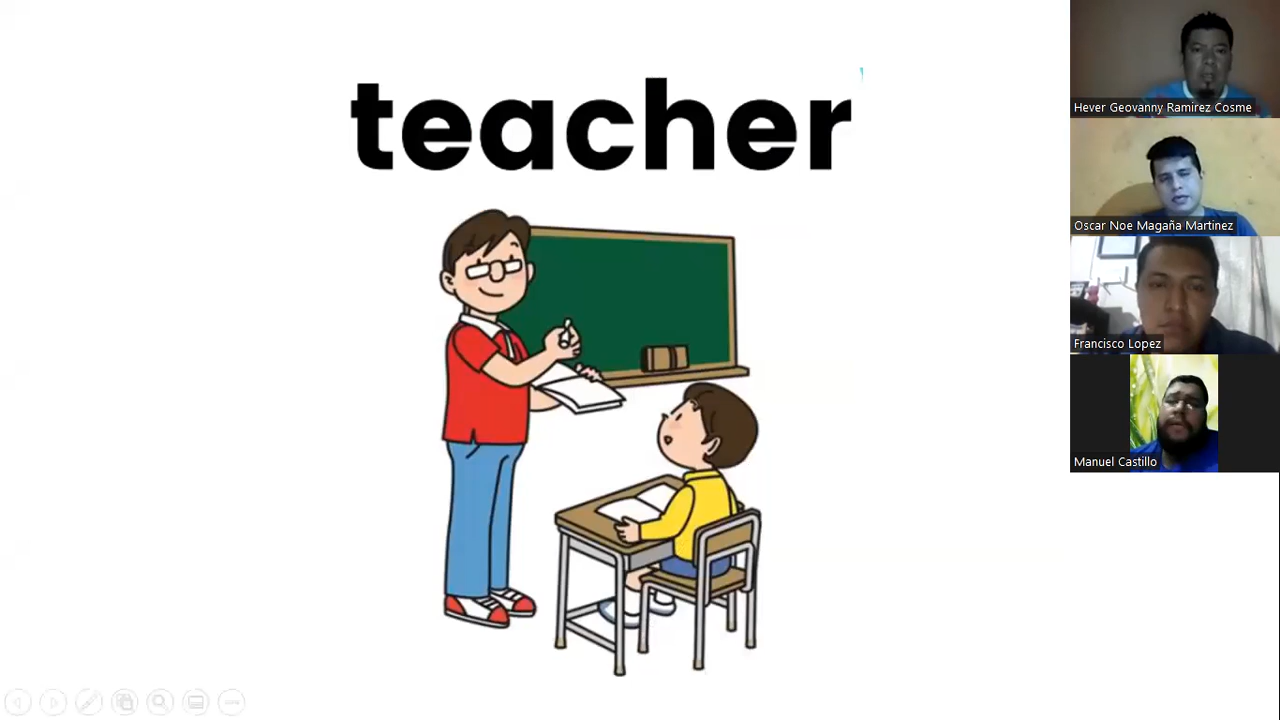 teacher
Hever Geovanny Ramirez Cosme
Oscar Noe Magaña Martinez
Francisco Lopez
Manuel Castillo